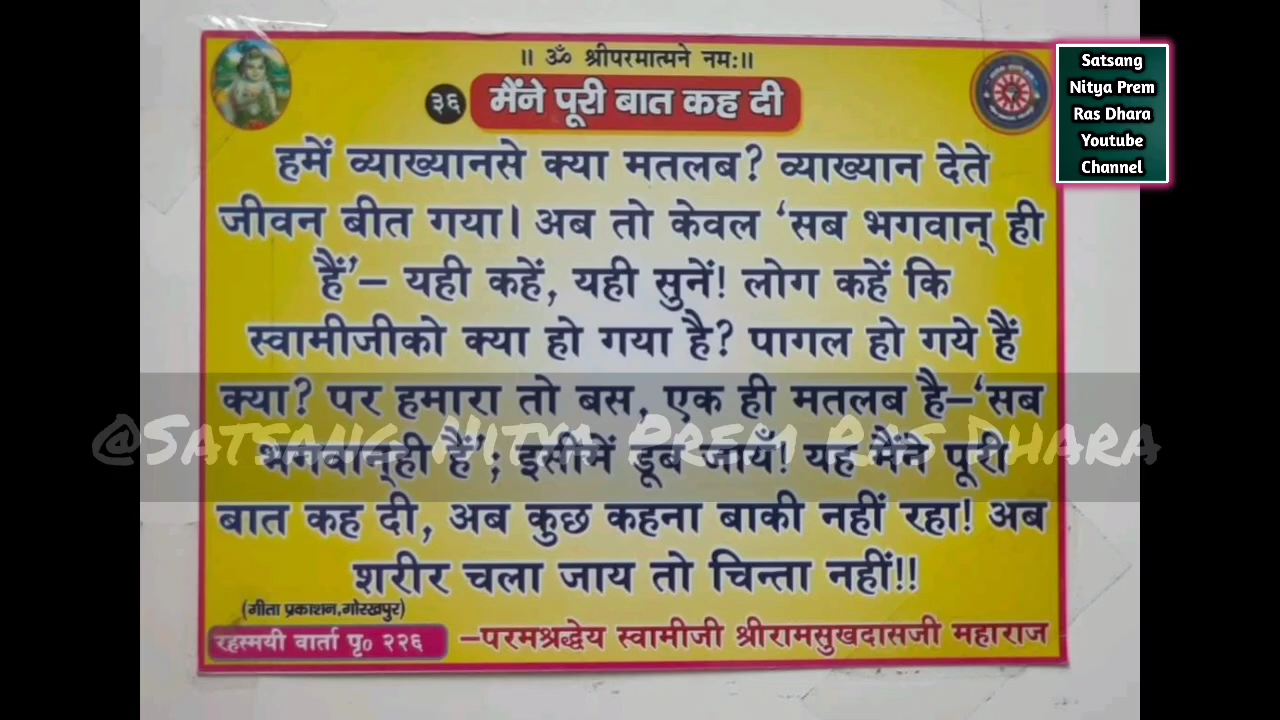 ॥ ॐ श्रीपरमात्मने नमः॥
३६ मैंने पूरी बात कह दी
हमें व्याख्यानसे क्या मतलब? व्याख्यान देते
जीवन बीत गया। अब तो केवल ‘सब भगवान् ही
हैं’– यही कहें, यही सुनें! लोग कहें कि
स्वामीजीको क्या हो गया है? पागल हो गये हैं
क्या? पर हमारा तो बस, एक ही मतलब है–‘सब
भगवान्‌ही हैं’; इसीमें डूब जायँ! यह मैंने पूरी
बात कह दी, अब कुछ कहना बाकी नहीं रहा! अब
शरीर चला जाय तो चिन्ता नहीं!!
(गीता प्रकाशन,गोरखपुर)
रहस्मयी वार्ता पृ० २२६
–परमश्रद्धेय स्वामीजी श्रीरामसुखदासजी महाराज
Satsang
Nitya Prem
Ras Dhara
Youtube
Channel
@Satsang Nitya Prem Ras Dhara